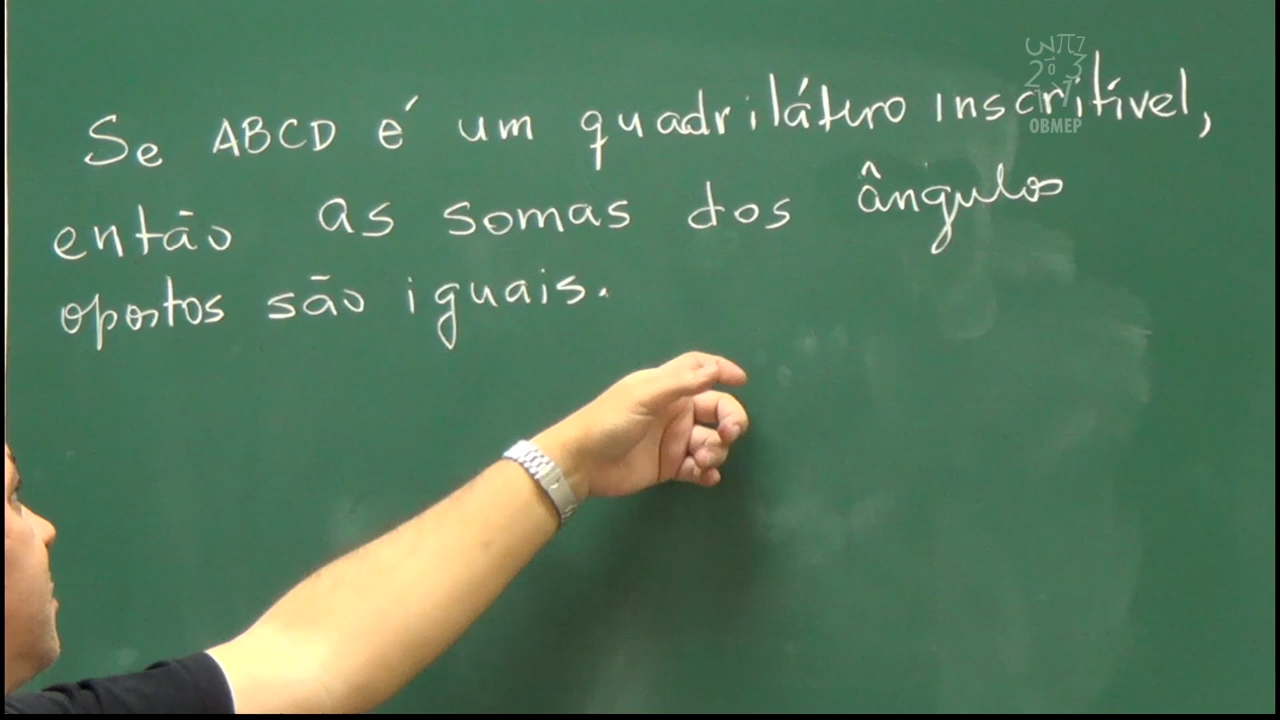 Se ABCD é um quadrilátero inscritível,
então as somas dos ângulos
opostos são iguais.
OBMEP